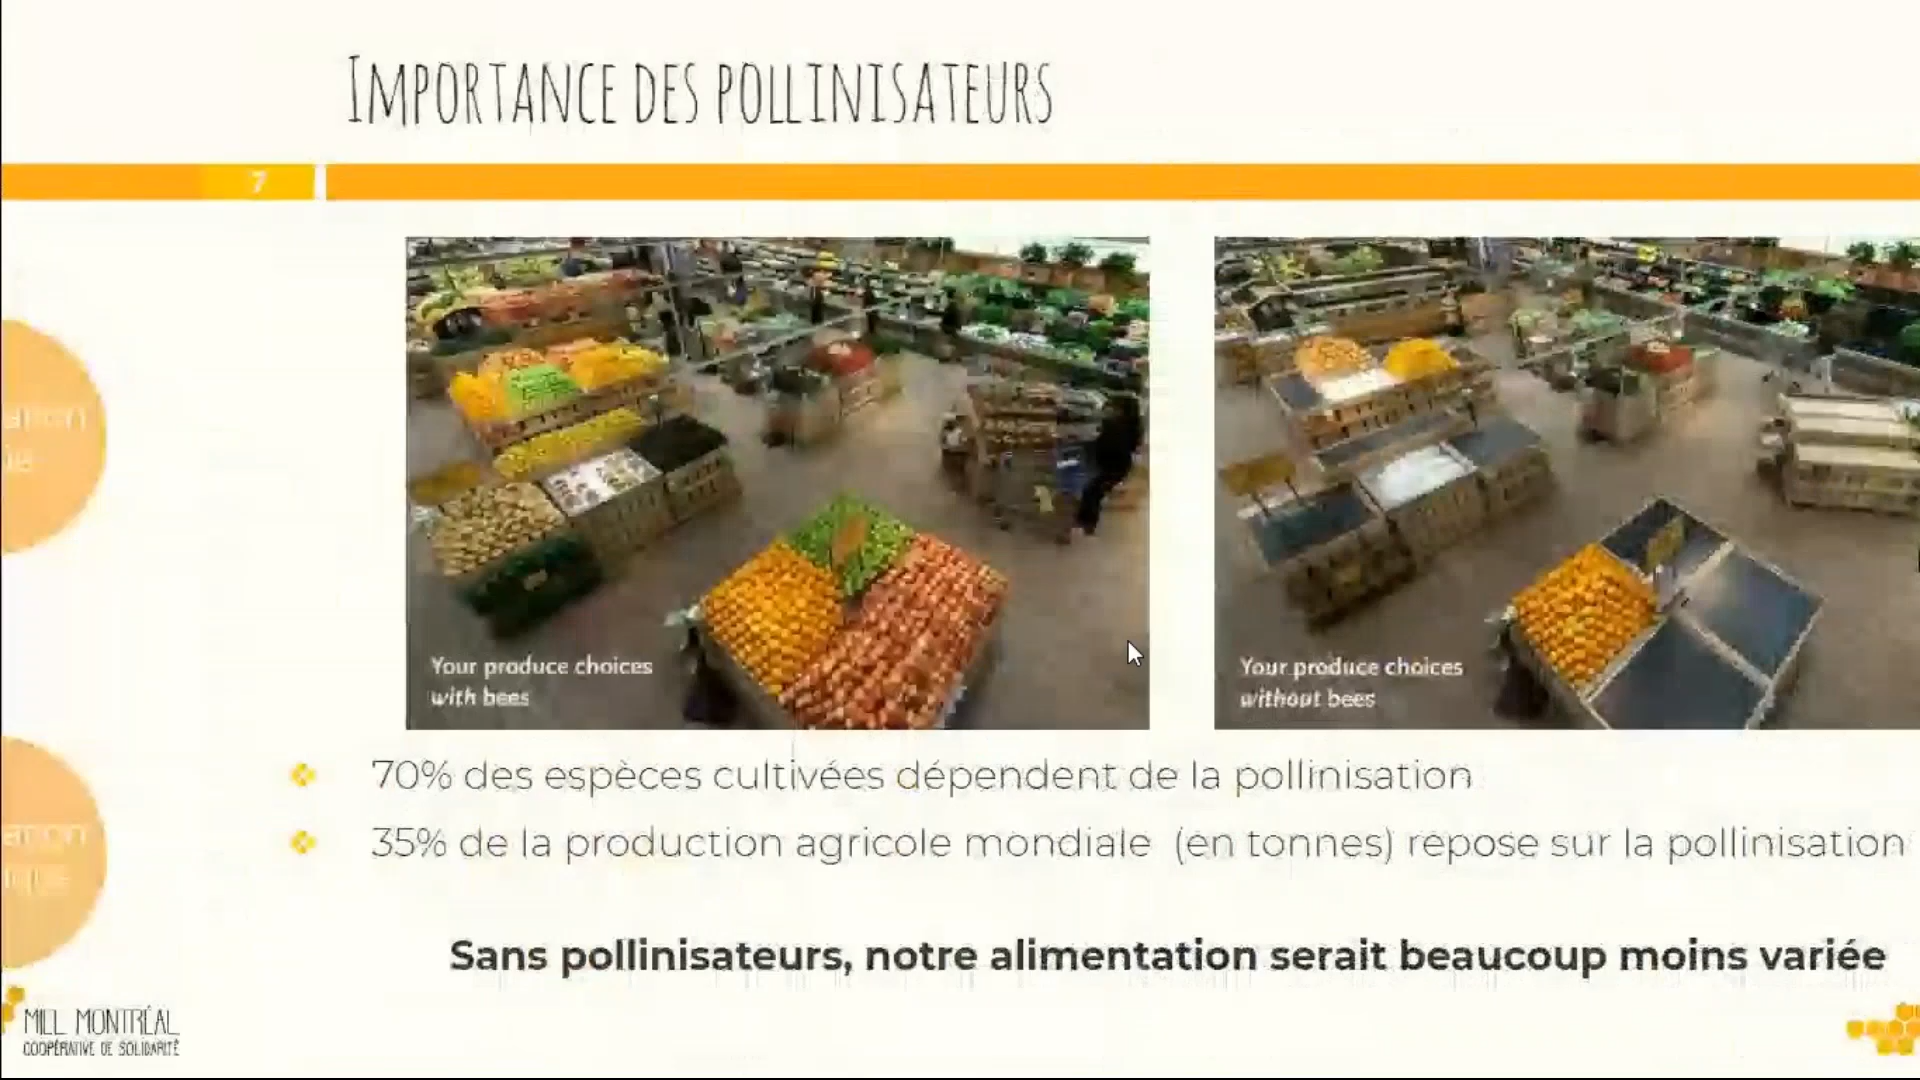 IMPORTANCE DES POLLINISATEURS
7
Your produce choices
with bees
Your produce choices
without bees
70% des espèces cultivées dépendent de la pollinisation
35% de la production agricole mondiale (en tonnes) repose sur la pollinisation
Sans pollinisateurs, notre alimentation serait beaucoup moins variée
MIEL MONTRÉAL
COOPÉRATIVE DE SOLIDARITÉ